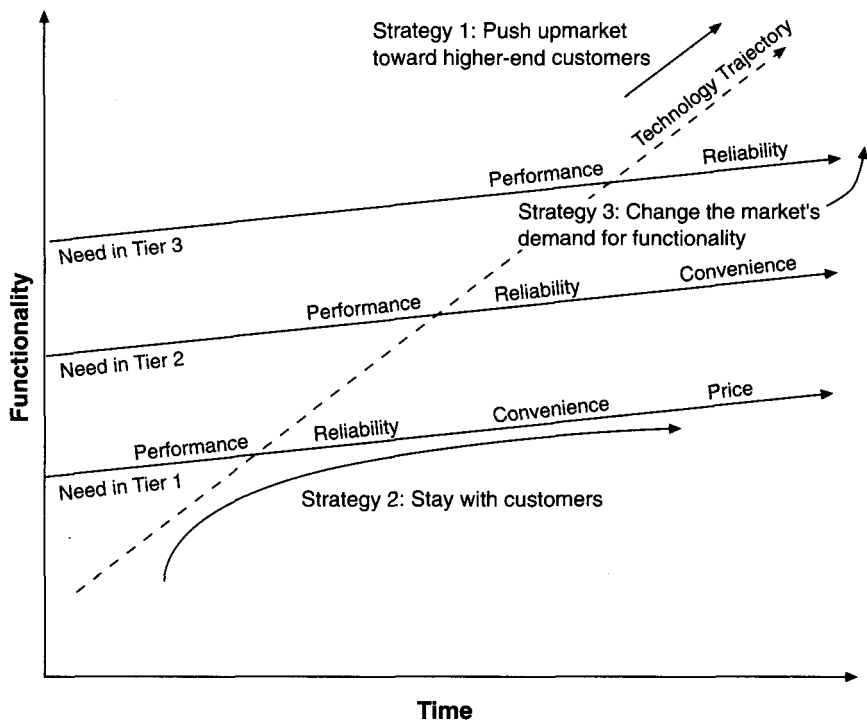 Strategy 1: Push upmarket
toward higher-end customers
Technology Trajectory
Performance
Reliability
Need in Tier 3
Strategy 3: Change the market's
demand for functionality
Performance
Reliability
Convenience
Need in Tier 2
Performance
Reliability
Convenience
Price
Need in Tier 1
Strategy 2: Stay with customers
Functionality
Time